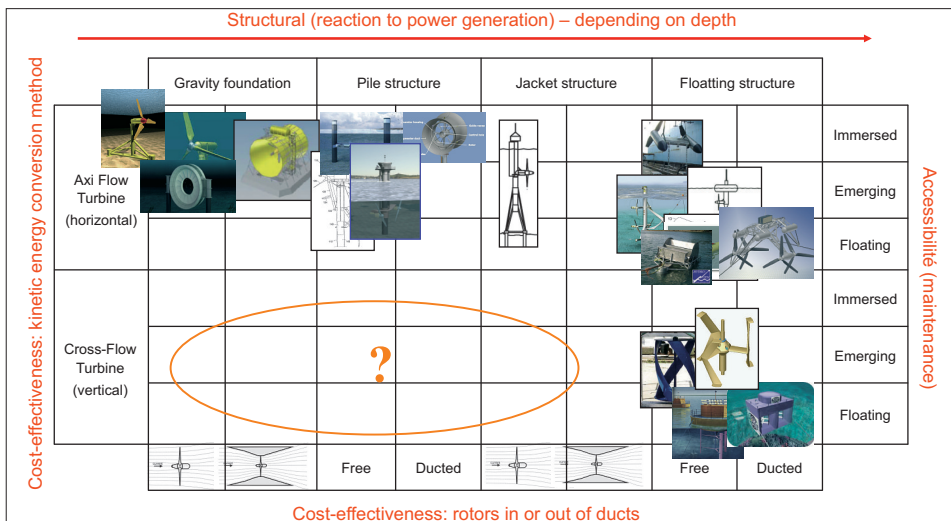 Structural (reaction to power generation) – depending on depth
Cost-effectiveness: kinetic energy conversion method
Gravity foundation
Pile structure
Jacket structure
Floatting structure
Axi Flow
Turbine
(horizontal)
Immersed
Emerging
Floating
Cross-Flow
Turbine
(vertical)
?
Immersed
Emerging
Floating
Accessibilité (maintenance)
Free
Ducted
Free
Ducted
Cost-effectiveness: rotors in or out of ducts